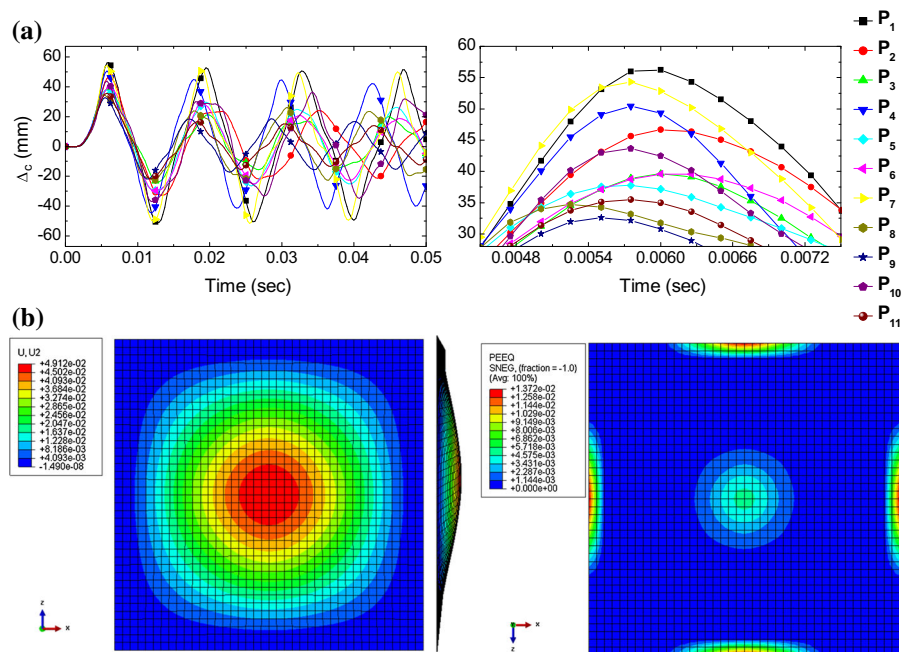 (a)
60
40
20
0
-20
-40
-60
Δc (mm)
0.00 0.01 0.02 0.03 0.04 0.05
Time (sec)
60
55
50
45
40
35
30
0.0048 0.0054 0.0060 0.0066 0.0072
Time (sec)
P1
P2
P3
P4
P5
P6
P7
P8
P9
P10
P11
(b)
U, U2
+4.912e-02
+4.502e-02
+4.093e-02
+3.684e-02
+3.274e-02
+2.865e-02
+2.456e-02
+2.047e-02
+1.637e-02
+1.228e-02
+8.186e-03
+4.093e-03
-1.490e-08
z
x
PEEQ
SNEG, (fraction = -1.0)
(Avg: 100%)
+1.372e-02
+1.258e-02
+1.144e-02
+1.029e-02
+9.149e-03
+8.006e-03
+6.862e-03
+5.718e-03
+4.575e-03
+3.431e-03
+2.287e-03
+1.144e-03
+0.000e+00
x
z